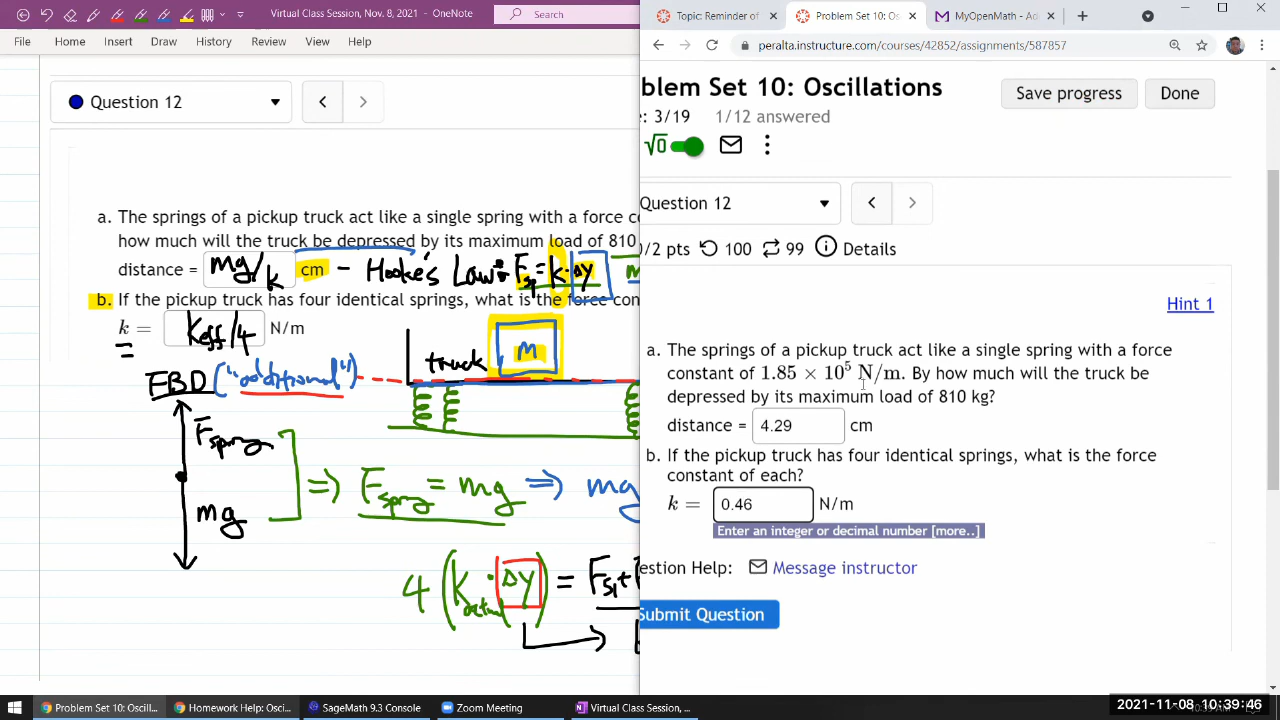 Virtual Class Session, Nov. 8, 2021 - OneNote
File Home Insert Draw History Review View Help
Question 12
a. The springs of a pickup truck act like a single spring with a force co
how much will the truck be depressed by its maximum load of 810
distance = mg/k cm - Hooke's Law: Fsp = k · Δy
b. If the pickup truck has four identical springs, what is the force con
k = Keff/4 N/m
truck M
FBD ("additional")
Fspring
mg
⇒ Fspring = mg ⇒ mg
4 (K · Δy) = Fs1 +
Topic Reminder of
Problem Set 10: Os
MyOpenMath - Ad
peralta.instructure.com/courses/42852/assignments/587857
blem Set 10: Oscillations
Save progress
Done
e: 3/19 1/12 answered
√0
Question 12
0/2 pts 100 99 Details
Hint 1
a. The springs of a pickup truck act like a single spring with a force
constant of 1.85 × 10⁵ N/m. By how much will the truck be
depressed by its maximum load of 810 kg?
distance = 4.29 cm
b. If the pickup truck has four identical springs, what is the force
constant of each?
k = 0.46 N/m
Enter an integer or decimal number [more..]
estion Help: Message instructor
Submit Question
Problem Set 10: Oscill...
Homework Help: Osc...
SageMath 9.3 Console
Zoom Meeting
Virtual Class Session, ...
2021-11-08 10:39:46